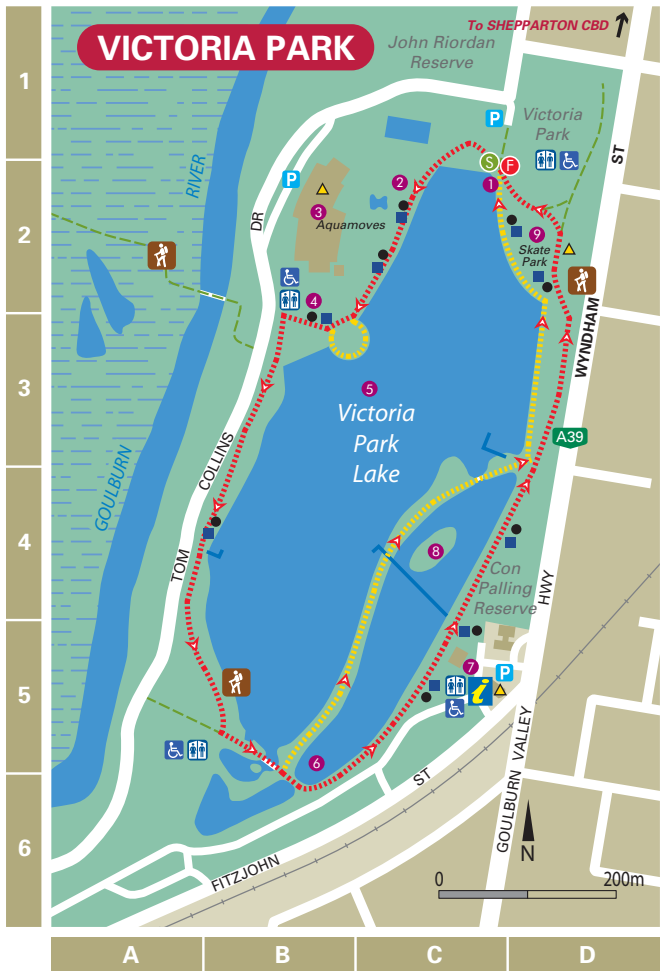 VICTORIA PARK
To SHEPPARTON CBD
John Riordan
Reserve
1
P
Victoria
Park
ST
S
F
RIVER
P
2
1
DR
3
Aquamoves
2
9
Skate
Park
4
WYNDHAM
3
5
Victoria
Park
Lake
A39
COLLINS
GOULBURN
4
8
TOM
Con
Palling
Reserve
HWY
7
P
i
5
6
GOULBURN VALLEY
ST
FITZJOHN
6
N
0
200m
A
B
C
D